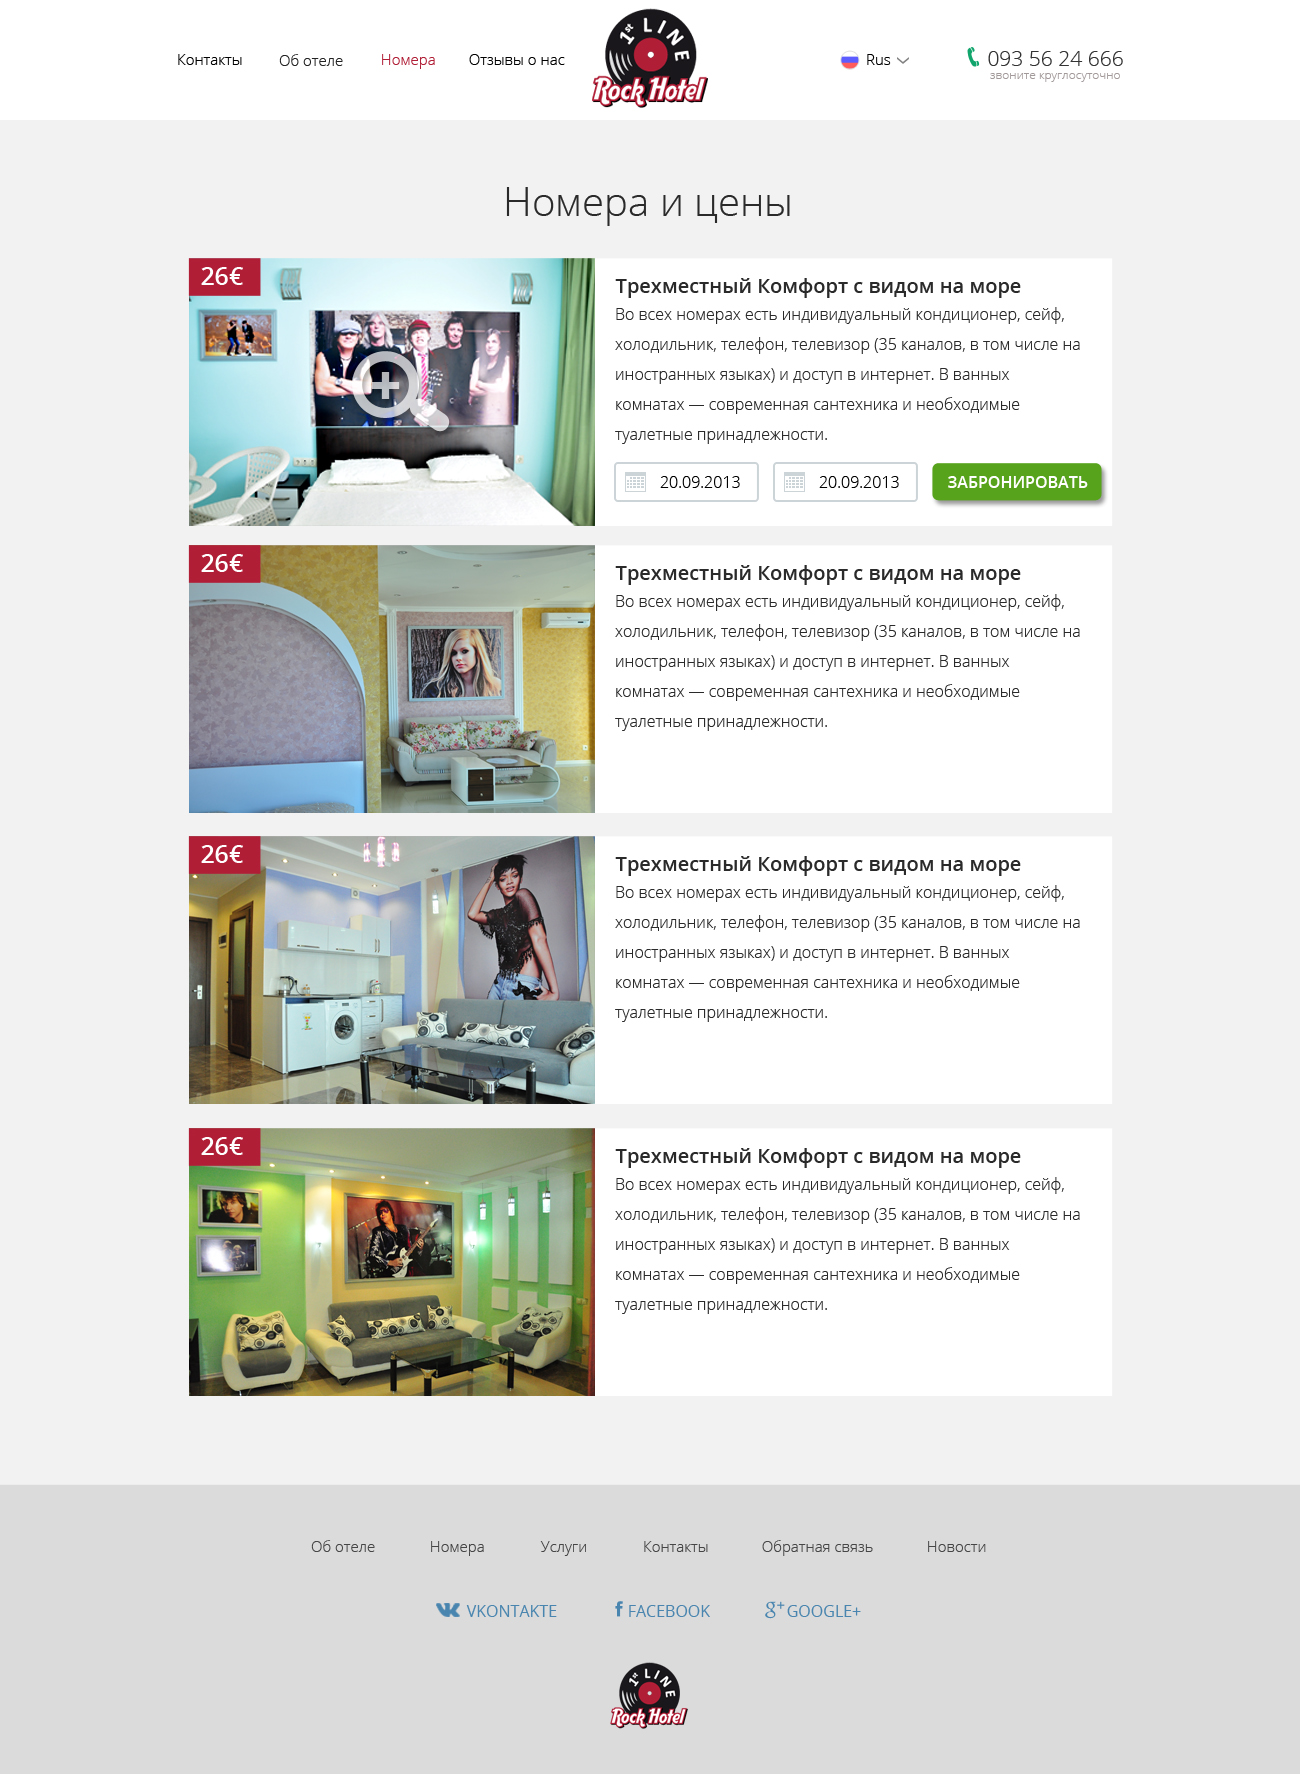 Контакты
Об отеле
Номера
Отзывы о нас
1st LINE
Rock Hotel
Rus
093 56 24 666
звоните круглосуточно
Номера и цены
26€
Трехместный Комфорт с видом на море
Во всех номерах есть индивидуальный кондиционер, сейф,
холодильник, телефон, телевизор (35 каналов, в том числе на
иностранных языках) и доступ в интернет. В ванных
комнатах — современная сантехника и необходимые
туалетные принадлежности.
20.09.2013
20.09.2013
ЗАБРОНИРОВАТЬ
26€
Трехместный Комфорт с видом на море
Во всех номерах есть индивидуальный кондиционер, сейф,
холодильник, телефон, телевизор (35 каналов, в том числе на
иностранных языках) и доступ в интернет. В ванных
комнатах — современная сантехника и необходимые
туалетные принадлежности.
26€
Трехместный Комфорт с видом на море
Во всех номерах есть индивидуальный кондиционер, сейф,
холодильник, телефон, телевизор (35 каналов, в том числе на
иностранных языках) и доступ в интернет. В ванных
комнатах — современная сантехника и необходимые
туалетные принадлежности.
26€
Трехместный Комфорт с видом на море
Во всех номерах есть индивидуальный кондиционер, сейф,
холодильник, телефон, телевизор (35 каналов, в том числе на
иностранных языках) и доступ в интернет. В ванных
комнатах — современная сантехника и необходимые
туалетные принадлежности.
Об отеле
Номера
Услуги
Контакты
Обратная связь
Новости
VKONTAKTE
FACEBOOK
GOOGLE+
1st LINE
Rock Hotel